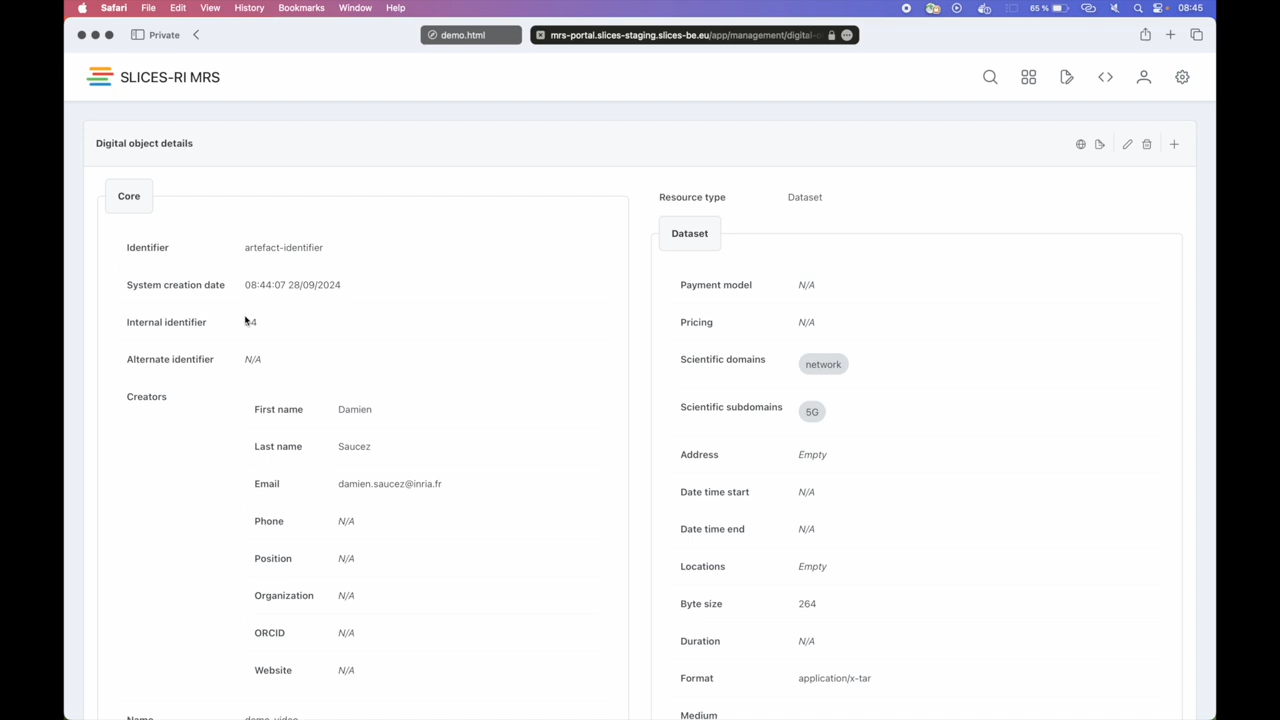 Safari File Edit View History Bookmarks Window Help 65 % 08:45
Private demo.html mrs-portal.slices-staging.slices-be.eu/app/management/digital-
SLICES-RI MRS
Digital object details
Core
Identifier artefact-identifier
System creation date 08:44:07 28/09/2024
Internal identifier
Alternate identifier N/A
Creators
First name Damien
Last name Saucez
Email damien.saucez@inria.fr
Phone N/A
Position N/A
Organization N/A
ORCID N/A
Website N/A
Name demo-video
Resource type Dataset
Dataset
Payment model N/A
Pricing N/A
Scientific domains network
Scientific subdomains 5G
Address Empty
Date time start N/A
Date time end N/A
Locations Empty
Byte size 264
Duration N/A
Format application/x-tar
Medium